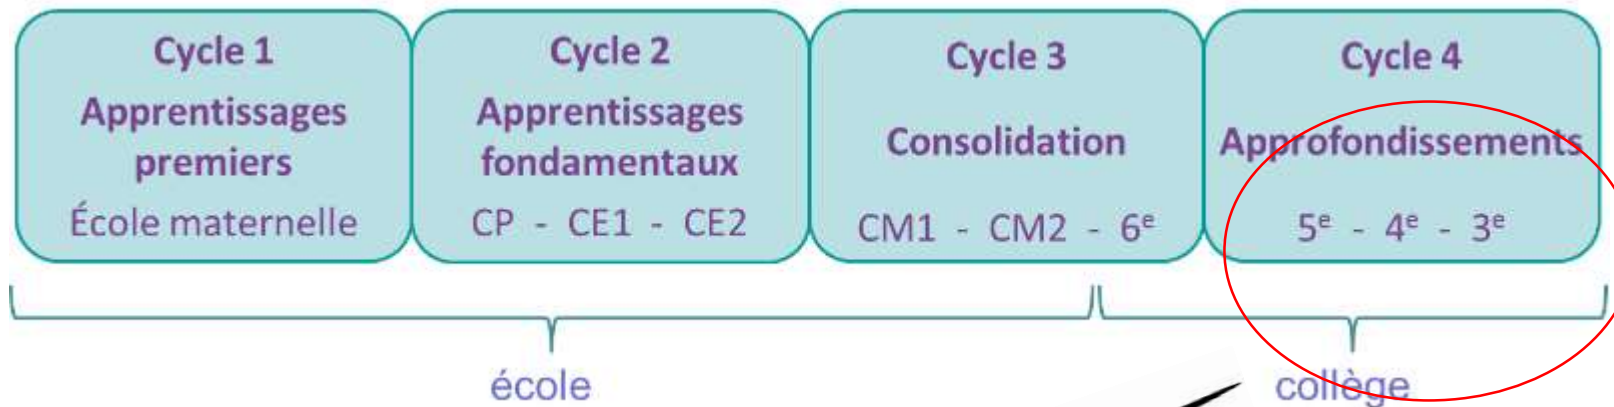 Cycle 1
Apprentissages
premiers
École maternelle
Cycle 2
Apprentissages
fondamentaux
CP - CE1 - CE2
Cycle 3
Consolidation
CM1 - CM2 - 6ᵉ
Cycle 4
Approfondissements
5ᵉ - 4ᵉ - 3ᵉ
école
collège